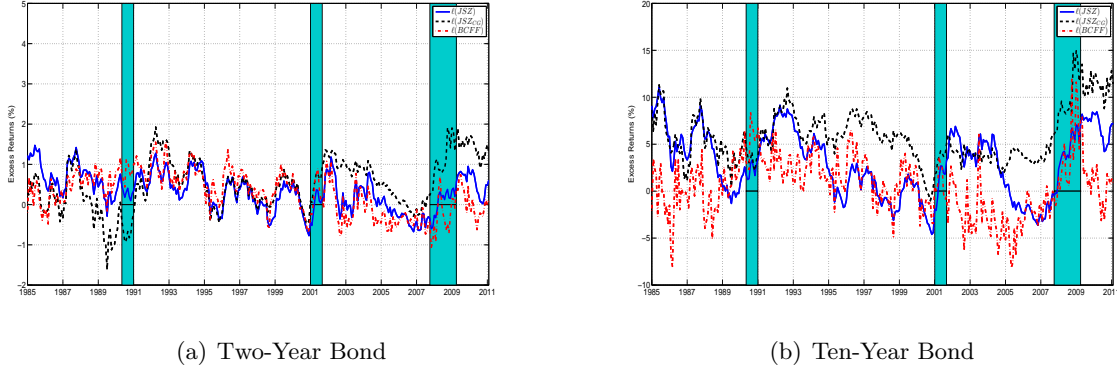 Excess Returns (%)
5
4
3
2
1
0
−1
−2
1985 1987 1989 1991 1993 1995 1997 1999 2001 2003 2005 2007 2009 2011
ℓ(JSZ)
ℓ(JSZ_CG)
ℓ(BCFF)
(a) Two-Year Bond
Excess Returns (%)
20
15
10
5
0
−5
−10
1985 1987 1989 1991 1993 1995 1997 1999 2001 2003 2005 2007 2009 2011
ℓ(JSZ)
ℓ(JSZ_CG)
ℓ(BCFF)
(b) Ten-Year Bond